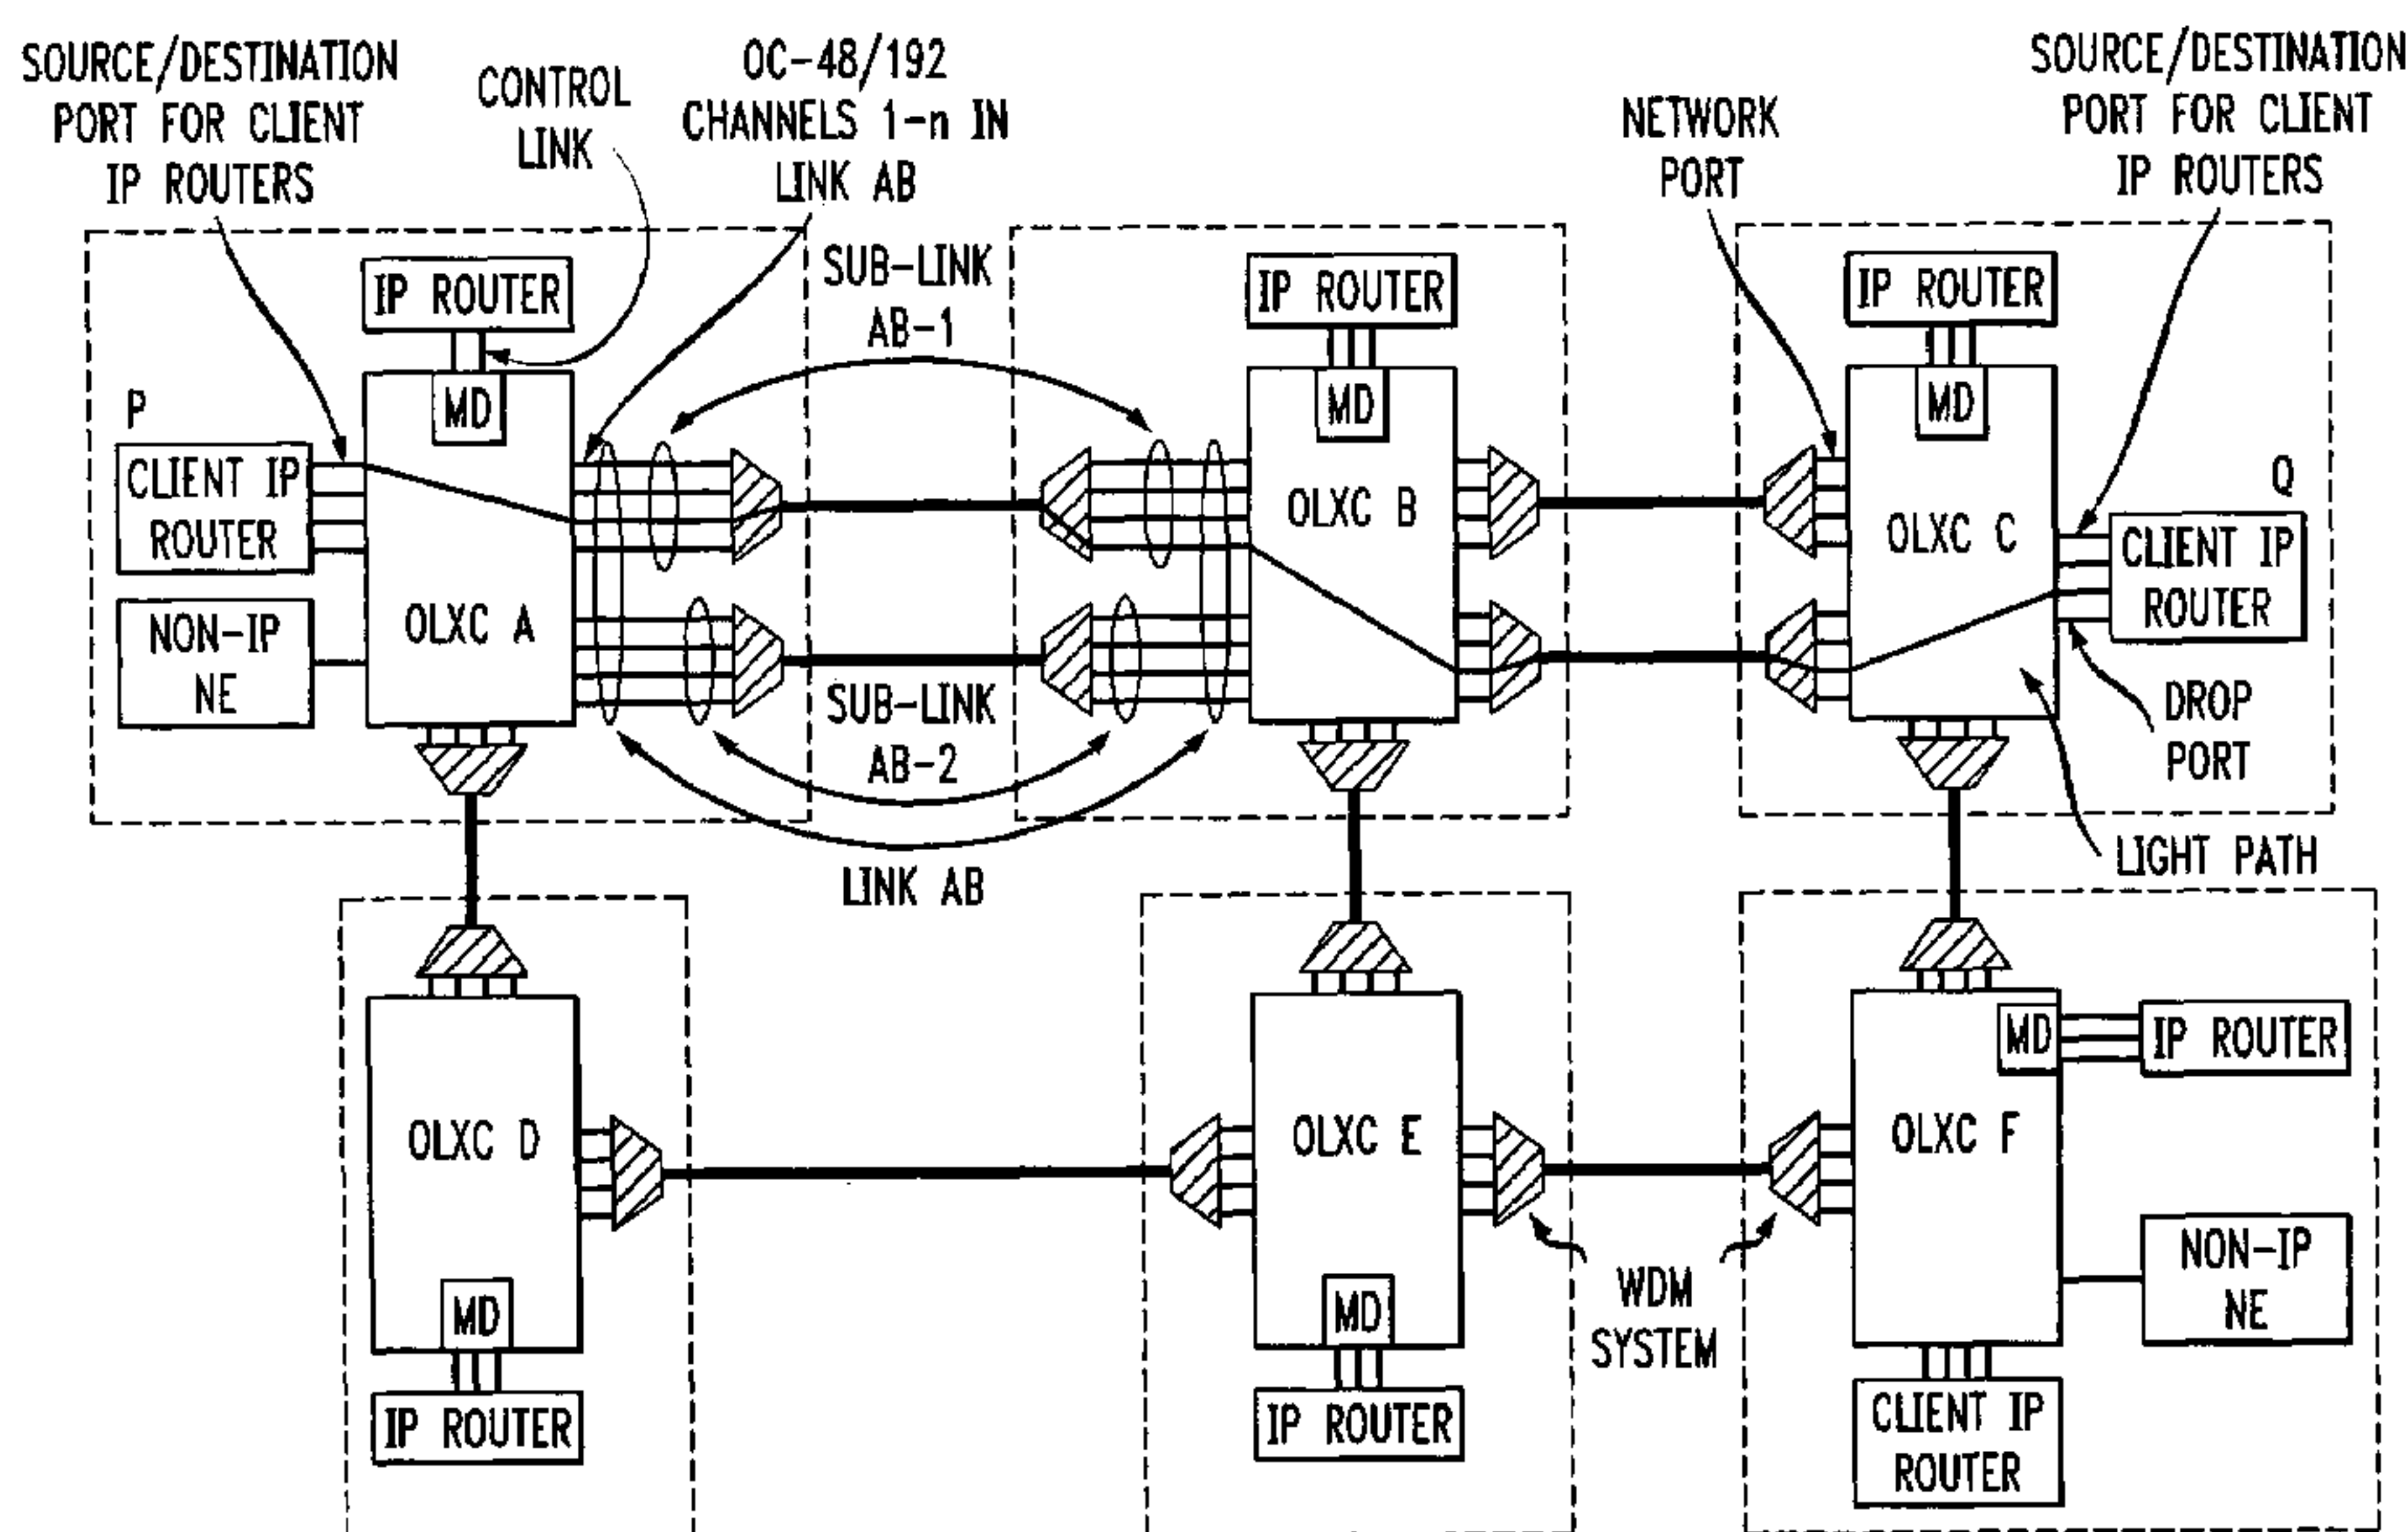 SOURCE/DESTINATION
PORT FOR CLIENT
IP ROUTERS
CONTROL
LINK
OC-48/192
CHANNELS 1-n IN
LINK AB
NETWORK
PORT
SOURCE/DESTINATION
PORT FOR CLIENT
IP ROUTERS
IP ROUTER
SUB-LINK
AB-1
IP ROUTER
IP ROUTER
P
MD
MD
MD
CLIENT IP
ROUTER
OLXC B
OLXC C
Q
CLIENT IP
ROUTER
NON-IP
NE
OLXC A
SUB-LINK
AB-2
DROP
PORT
LINK AB
LIGHT PATH
OLXC D
OLXC E
OLXC F
MD
IP ROUTER
WDM
SYSTEM
NON-IP
NE
MD
MD
IP ROUTER
IP ROUTER
CLIENT IP
ROUTER